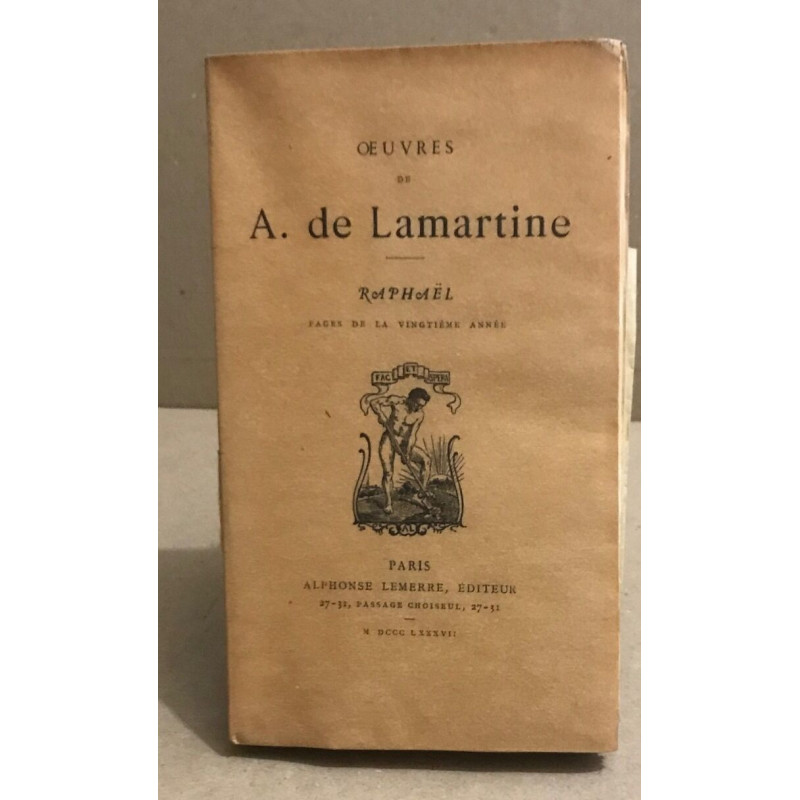 ŒUVRES
DE
A. de Lamartine
RAPHAËL
PAGES DE LA VINGTIÈME ANNÉE
FAC ET SPERA
AL
PARIS
ALPHONSE LEMERRE, ÉDITEUR
27-31, PASSAGE CHOISEUL, 27-31
M DCCC LXXXVII